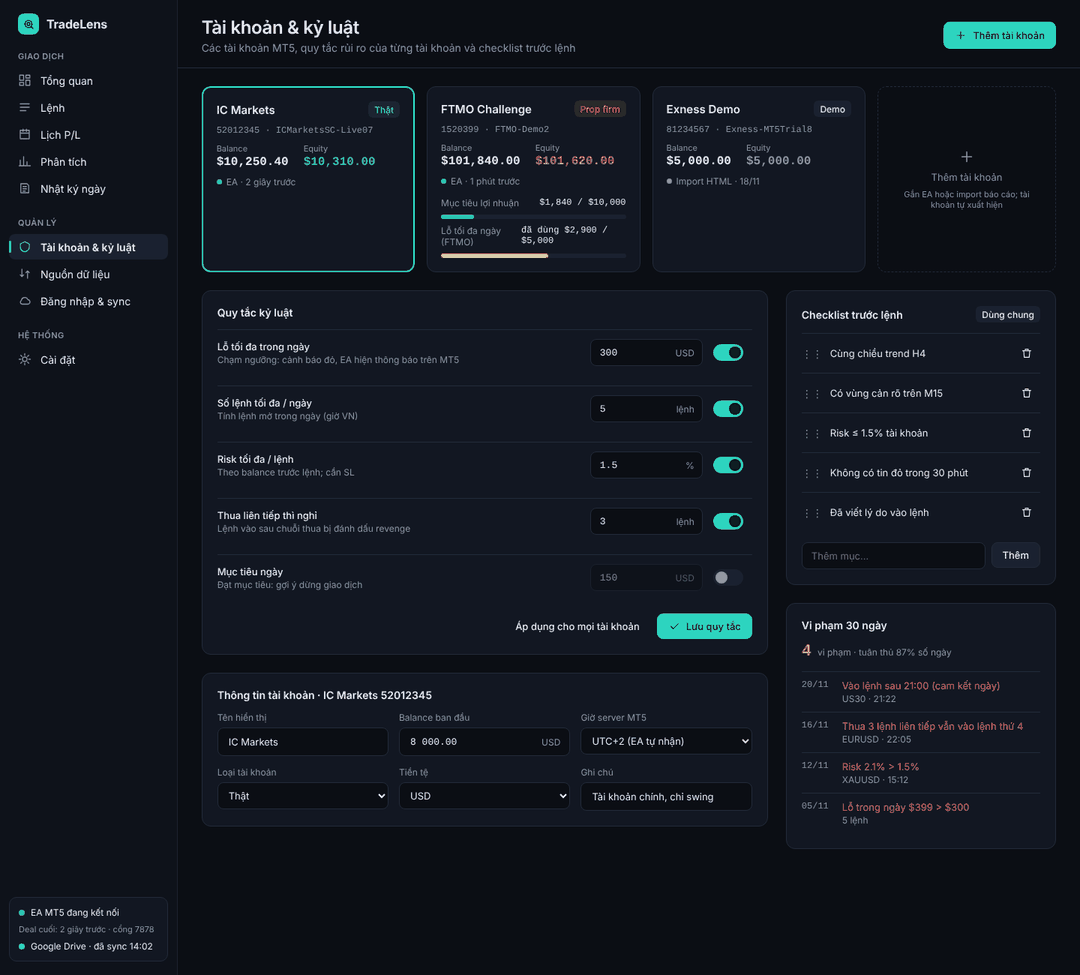 TradeLens
GIAO DỊCH
Tổng quan
Lệnh
Lịch P/L
Phân tích
Nhật ký ngày
QUẢN LÝ
Tài khoản & kỷ luật
Nguồn dữ liệu
Đăng nhập & sync
HỆ THỐNG
Cài đặt
EA MT5 đang kết nối
Deal cuối: 2 giây trước · cổng 7878
Google Drive · đã sync 14:02
Tài khoản & kỷ luật
Các tài khoản MT5, quy tắc rủi ro của từng tài khoản và checklist trước lệnh
Thêm tài khoản
IC Markets
Thật
52012345 · ICMarketsSC-Live07
Balance Equity
$10,250.40 $10,310.00
EA · 2 giây trước
FTMO Challenge
Prop firm
1520399 · FTMO-Demo2
Balance Equity
$101,840.00 $101,620.00
EA · 1 phút trước
Mục tiêu lợi nhuận $1,840 / $10,000
Lỗ tối đa ngày (FTMO)
đã dùng $2,900 / $5,000
Exness Demo
Demo
81234567 · Exness-MT5Trial8
Balance Equity
$5,000.00 $5,000.00
Import HTML · 18/11
Thêm tài khoản
Gắn EA hoặc import báo cáo; tài
khoản tự xuất hiện
Quy tắc kỷ luật
Lỗ tối đa trong ngày
Chạm ngưỡng: cảnh báo đỏ, EA hiện thông báo trên MT5
300 USD
Số lệnh tối đa / ngày
Tính lệnh mở trong ngày (giờ VN)
5 lệnh
Risk tối đa / lệnh
Theo balance trước lệnh; cần SL
1.5 %
Thua liên tiếp thì nghỉ
Lệnh vào sau chuỗi thua bị đánh dấu revenge
3 lệnh
Mục tiêu ngày
Đạt mục tiêu: gợi ý dừng giao dịch
150 USD
Áp dụng cho mọi tài khoản
Lưu quy tắc
Thông tin tài khoản · IC Markets 52012345
Tên hiển thị Balance ban đầu Giờ server MT5
IC Markets 8 000.00 USD UTC+2 (EA tự nhận)
Loại tài khoản Tiền tệ Ghi chú
Thật USD Tài khoản chính, chỉ swing
Checklist trước lệnh
Dùng chung
Cùng chiều trend H4
Có vùng cản rõ trên M15
Risk ≤ 1.5% tài khoản
Không có tin đỏ trong 30 phút
Đã viết lý do vào lệnh
Thêm mục...
Thêm
Vi phạm 30 ngày
4 vi phạm · tuân thủ 87% số ngày
20/11 Vào lệnh sau 21:00 (cam kết ngày)
US30 · 21:22
16/11 Thua 3 lệnh liên tiếp vẫn vào lệnh thứ 4
EURUSD · 22:05
12/11 Risk 2.1% > 1.5%
XAUUSD · 15:12
05/11 Lỗ trong ngày $399 > $300
5 lệnh